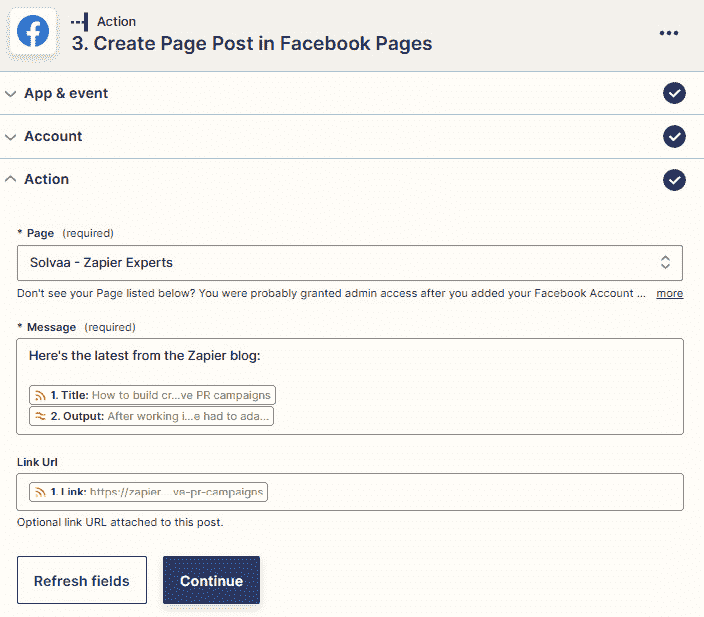 Action
3. Create Page Post in Facebook Pages
App & event
Account
Action
* Page (required)
Solvaa - Zapier Experts
Don't see your Page listed below? You were probably granted admin access after you added your Facebook Account ... more
* Message (required)
Here's the latest from the Zapier blog:
1. Title: How to build cr...ve PR campaigns
2. Output: After working i...e had to ada...
Link Url
1. Link: https://zapier... ve-pr-campaigns
Optional link URL attached to this post.
Refresh fields Continue